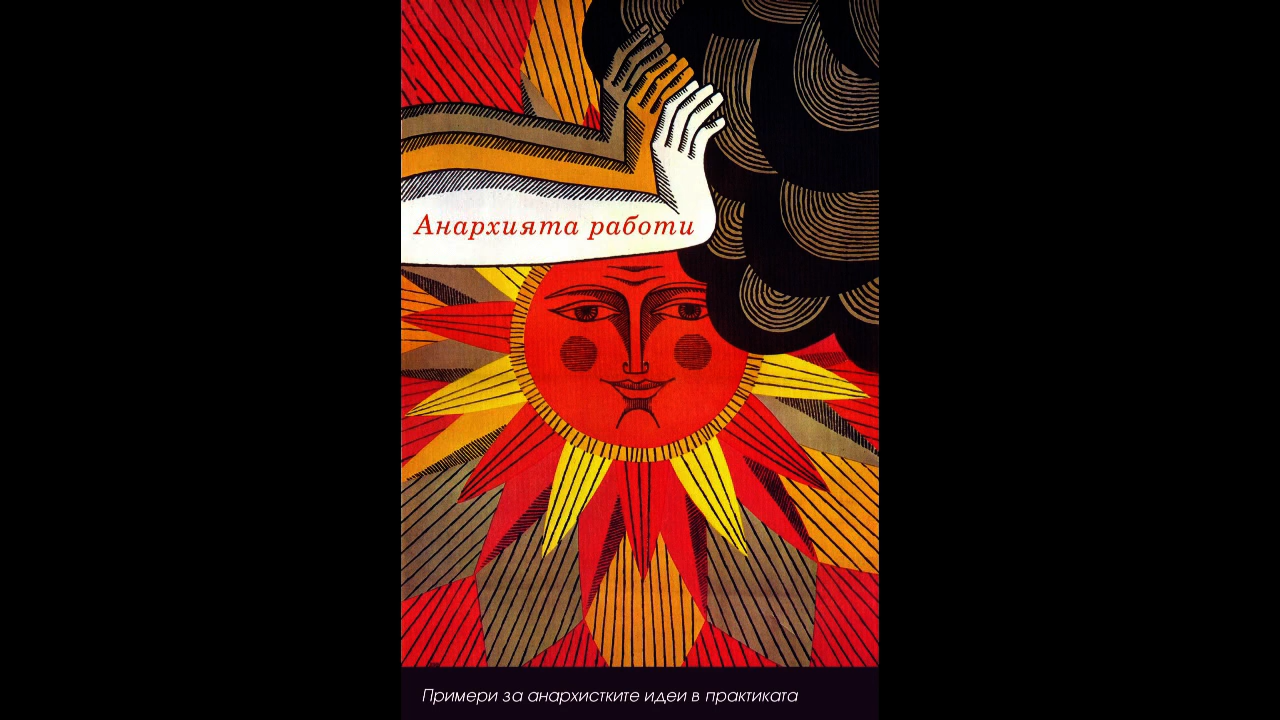 Анархията работи
Примери за анархистките идеи в практиката